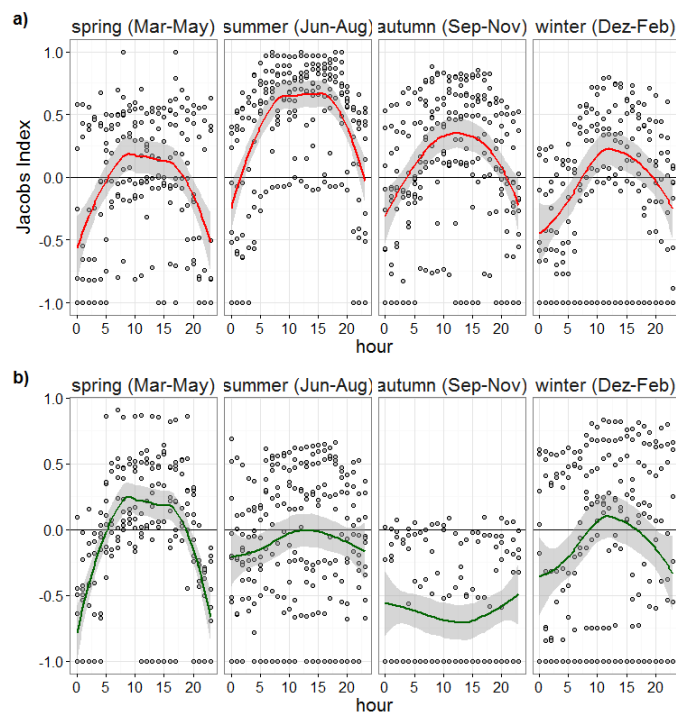 a)
spring (Mar-May) summer (Jun-Aug) autumn (Sep-Nov) winter (Dez-Feb)
1.0
0.5
0.0
-0.5
-1.0
Jacobs Index
0 5 10 15 20 0 5 10 15 20 0 5 10 15 20 0 5 10 15 20
hour
b)
spring (Mar-May) summer (Jun-Aug) autumn (Sep-Nov) winter (Dez-Feb)
1.0
0.5
0.0
-0.5
-1.0
0 5 10 15 20 0 5 10 15 20 0 5 10 15 20 0 5 10 15 20
hour